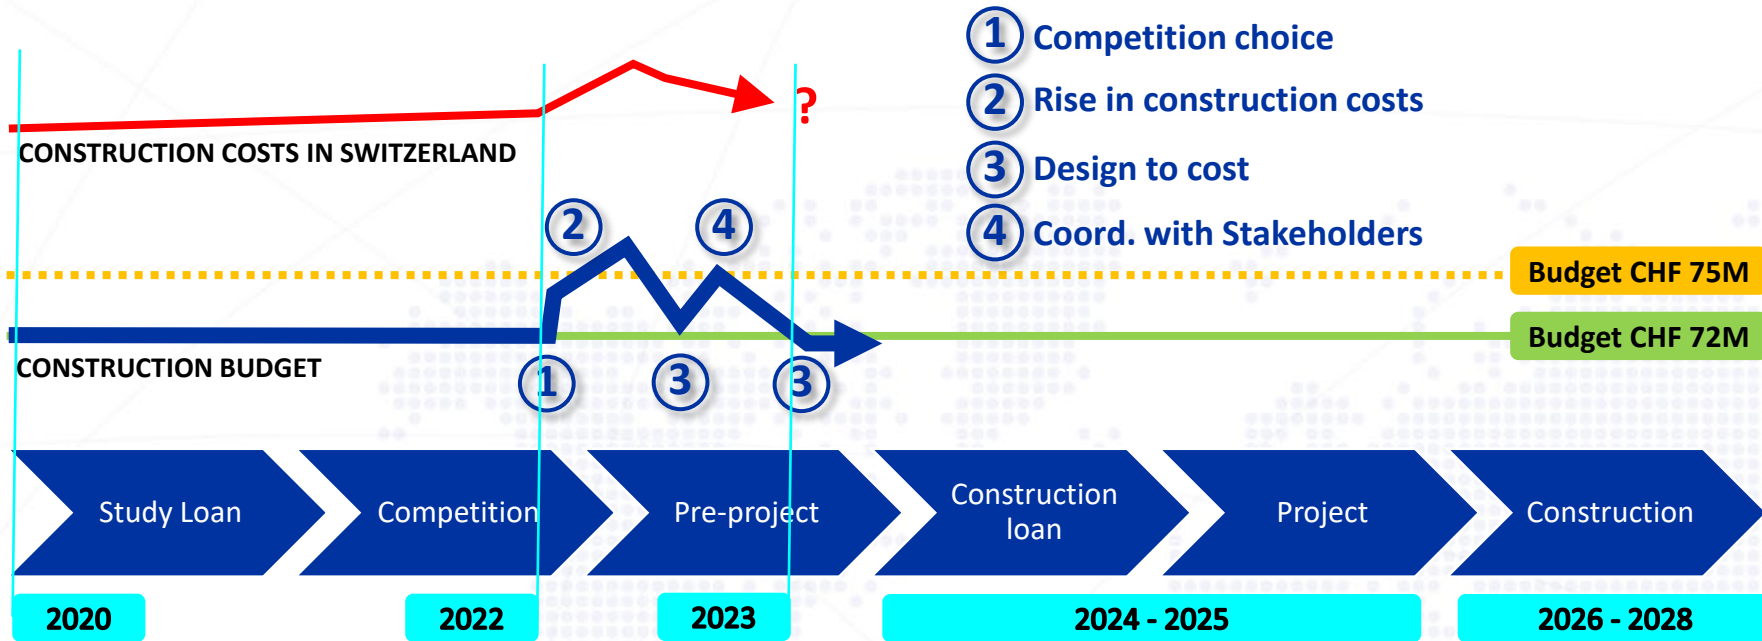 1 Competition choice
2 Rise in construction costs
3 Design to cost
4 Coord. with Stakeholders
?
CONSTRUCTION COSTS IN SWITZERLAND
2
4
Budget CHF 75M
Budget CHF 72M
CONSTRUCTION BUDGET
1
3
3
Study Loan
Competition
Pre-project
Construction
loan
Project
Construction
2020
2022
2023
2024 - 2025
2026 - 2028